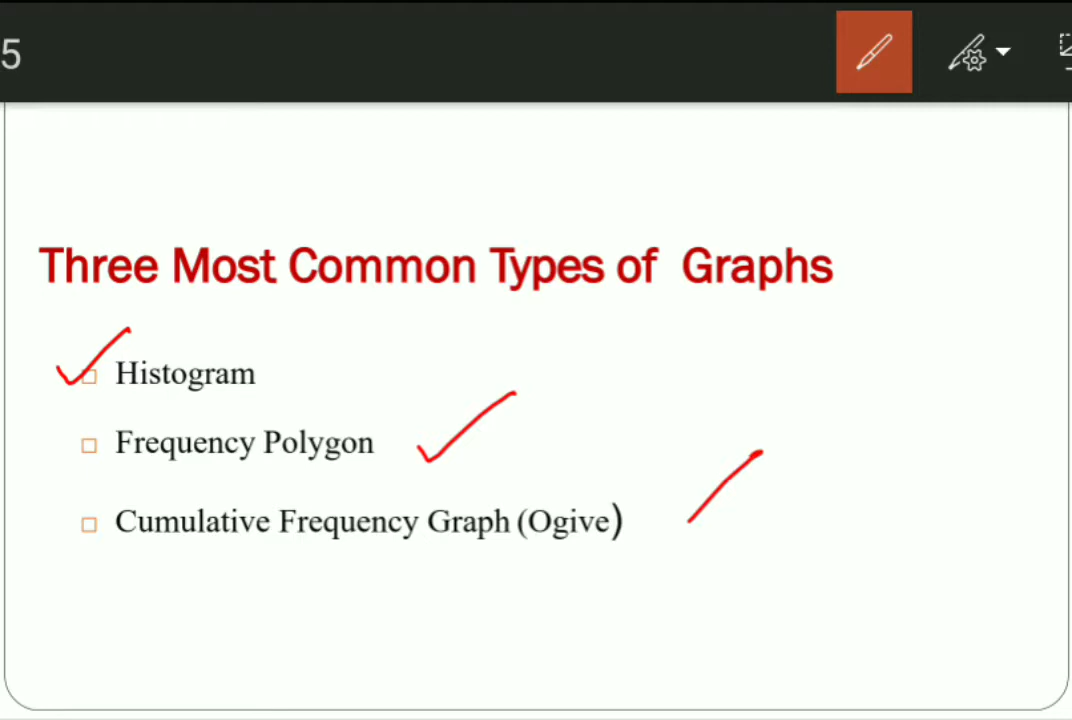 5
Three Most Common Types of Graphs
Histogram
Frequency Polygon
Cumulative Frequency Graph (Ogive)